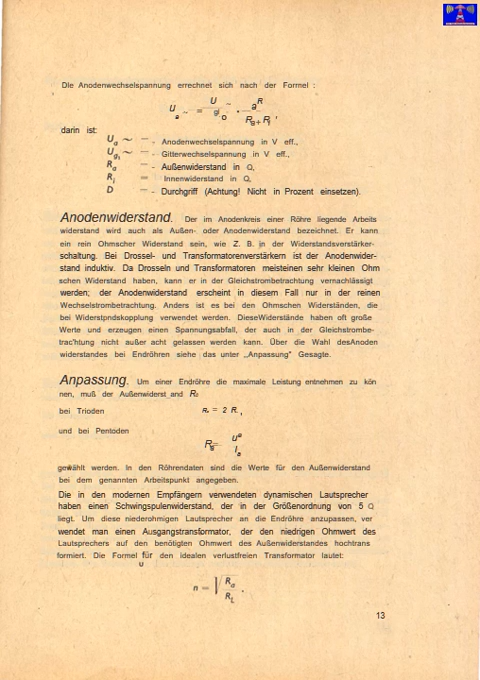 Die Anodenwechselspannung errechnet sich nach der Formel :
U a ~ = U g1 ~ / D · R a / R a + R i ,
darin ist:
U a ~ = - Anodenwechselspannung in V eff.,
U g1 ~ = - Gitterwechselspannung in V eff.,
R a = - Außenwiderstand in Ω,
R i = Innenwiderstand in Ω,
D = - Durchgriff (Achtung! Nicht in Prozent einsetzen).
Anodenwiderstand. Der im Anodenkreis einer Röhre liegende Arbeits
widerstand wird auch als Außen- oder Anodenwiderstand bezeichnet. Er kann
ein rein Ohmscher Widerstand sein, wie Z. B. in der Widerstandsverstärker-
schaltung. Bei Drossel- und Transformatorenverstärkern ist der Anodenwider-
stand induktiv. Da Drosseln und Transformatoren meisteinen sehr kleinen Ohm
schen Widerstand haben, kann er in der Gleichstrombetrachtung vernachlässigt
werden; der Anodenwiderstand erscheint in diesem Fall nur in der reinen
Wechselstrombetrachtung. Anders ist es bei den Ohmschen Widerständen, die
bei Widerstpndskopplung verwendet werden. DieseWiderstände haben oft große
Werte und erzeugen einen Spannungsabfall, der auch in der Gleichstrombe-
trac'htung nicht außer acht gelassen werden kann. Über die Wahl desAnoden
widerstandes bei Endröhren siehe das unter ,,Anpassung" Gesagte.
Anpassung. Um einer Endröhre die maximale Leistung entnehmen zu kön
nen, muß der Außenwiderst_and R a
bei Trioden R a = 2 R i ,
und bei Pentoden
R a = U a / I a
gewählt werden. In den Röhrendaten sind die Werte für den Außenwiderstand
bei dem genannten Arbeitspunkt angegeben.
Die in den modernen Empfängern verwendeten dynamischen Lautsprecher
haben einen Schwingspulenwiderstand, der in der Größenordnung von 5 Ω
liegt. Um diese niederohmigen Lautsprecher an die Endröhre anzupassen, ver
wendet man einen Ausgangstransformator, der den niedrigen Ohmwert des
Lautsprechers auf den benötigten Ohmwert des Außenwiderstandes hochtrans
formiert. Die Formel für den idealen verlustfreien Transformator lautet:
u
n = √ R a / R L .
13